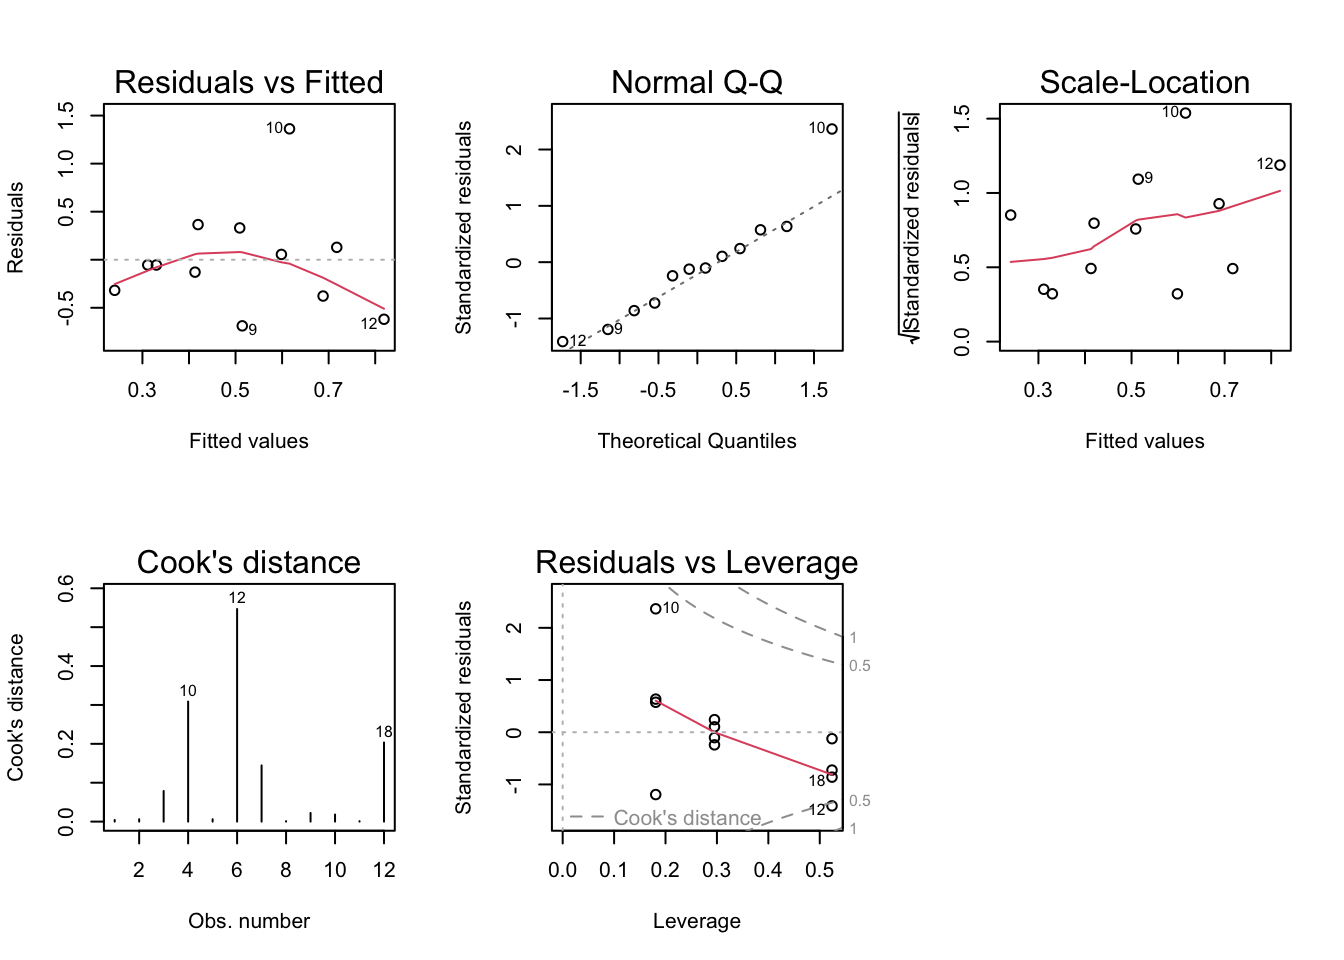 Residuals vs Fitted
Residuals
-0.5 0.5 1.0 1.5
10
9
12
0.3 0.5 0.7
Fitted values
Normal Q-Q
Standardized residuals
-1 0 1 2
10
12
9
-1.5 -0.5 0.5 1.5
Theoretical Quantiles
Scale-Location
√|Standardized residuals|
0.0 0.5 1.0 1.5
10
9
12
0.3 0.5 0.7
Fitted values
Cook's distance
Cook's distance
0.0 0.2 0.4 0.6
10
12
18
2 4 6 8 10 12
Obs. number
Residuals vs Leverage
Standardized residuals
-1 0 1 2
10
18
12
1
0.5
0.5
1
Cook's distance
0.0 0.1 0.2 0.3 0.4 0.5
Leverage